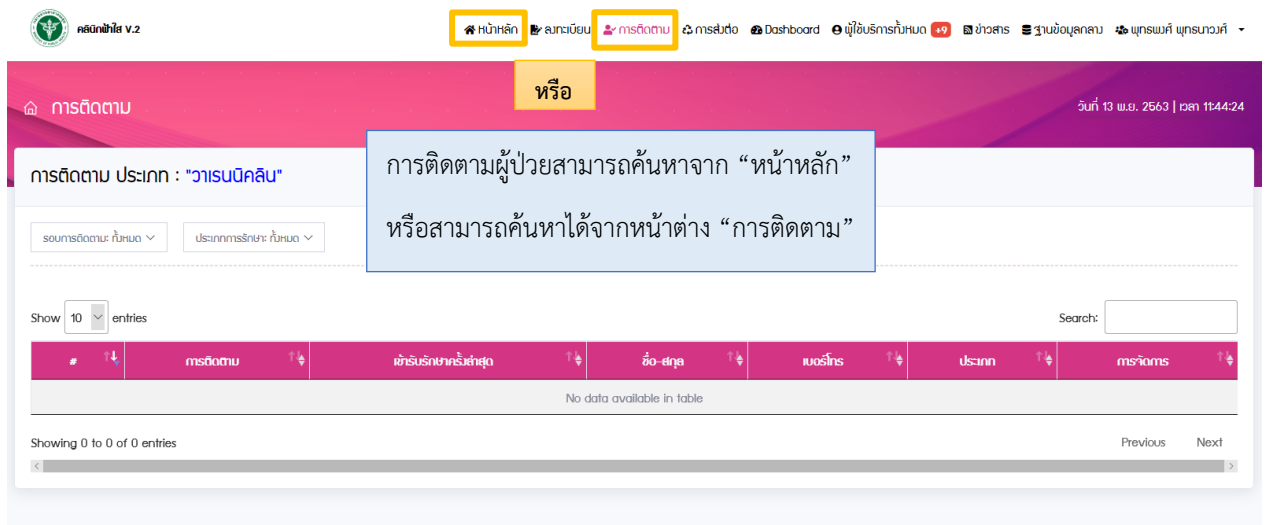 คลินิกฟ้าใส V.2
หน้าหลัก ลงทะเบียน การติดตาม การส่งต่อ Dashboard ผู้ใช้บริการทั้งหมด +9 ข่าวสาร ฐานข้อมูลกลาง พุทธพงศ์ พุทธนาวงศ์
หรือ
การติดตาม
วันที่ 13 พ.ย. 2563 | เวลา 11:44:24
การติดตามผู้ป่วยสามารถค้นหาจาก “หน้าหลัก”
หรือสามารถค้นหาได้จากหน้าต่าง “การติดตาม”
การติดตาม ประเภท : "วาเรนนิคลิน"
รอบการติดตาม: ทั้งหมด ประเภทการรักษา: ทั้งหมด
Show 10 entries
Search:
# การติดตาม เข้ารับรักษาครั้งล่าสุด ชื่อ-สกุล เบอร์โทร ประเภท การจัดการ
No data available in table
Showing 0 to 0 of 0 entries
Previous Next